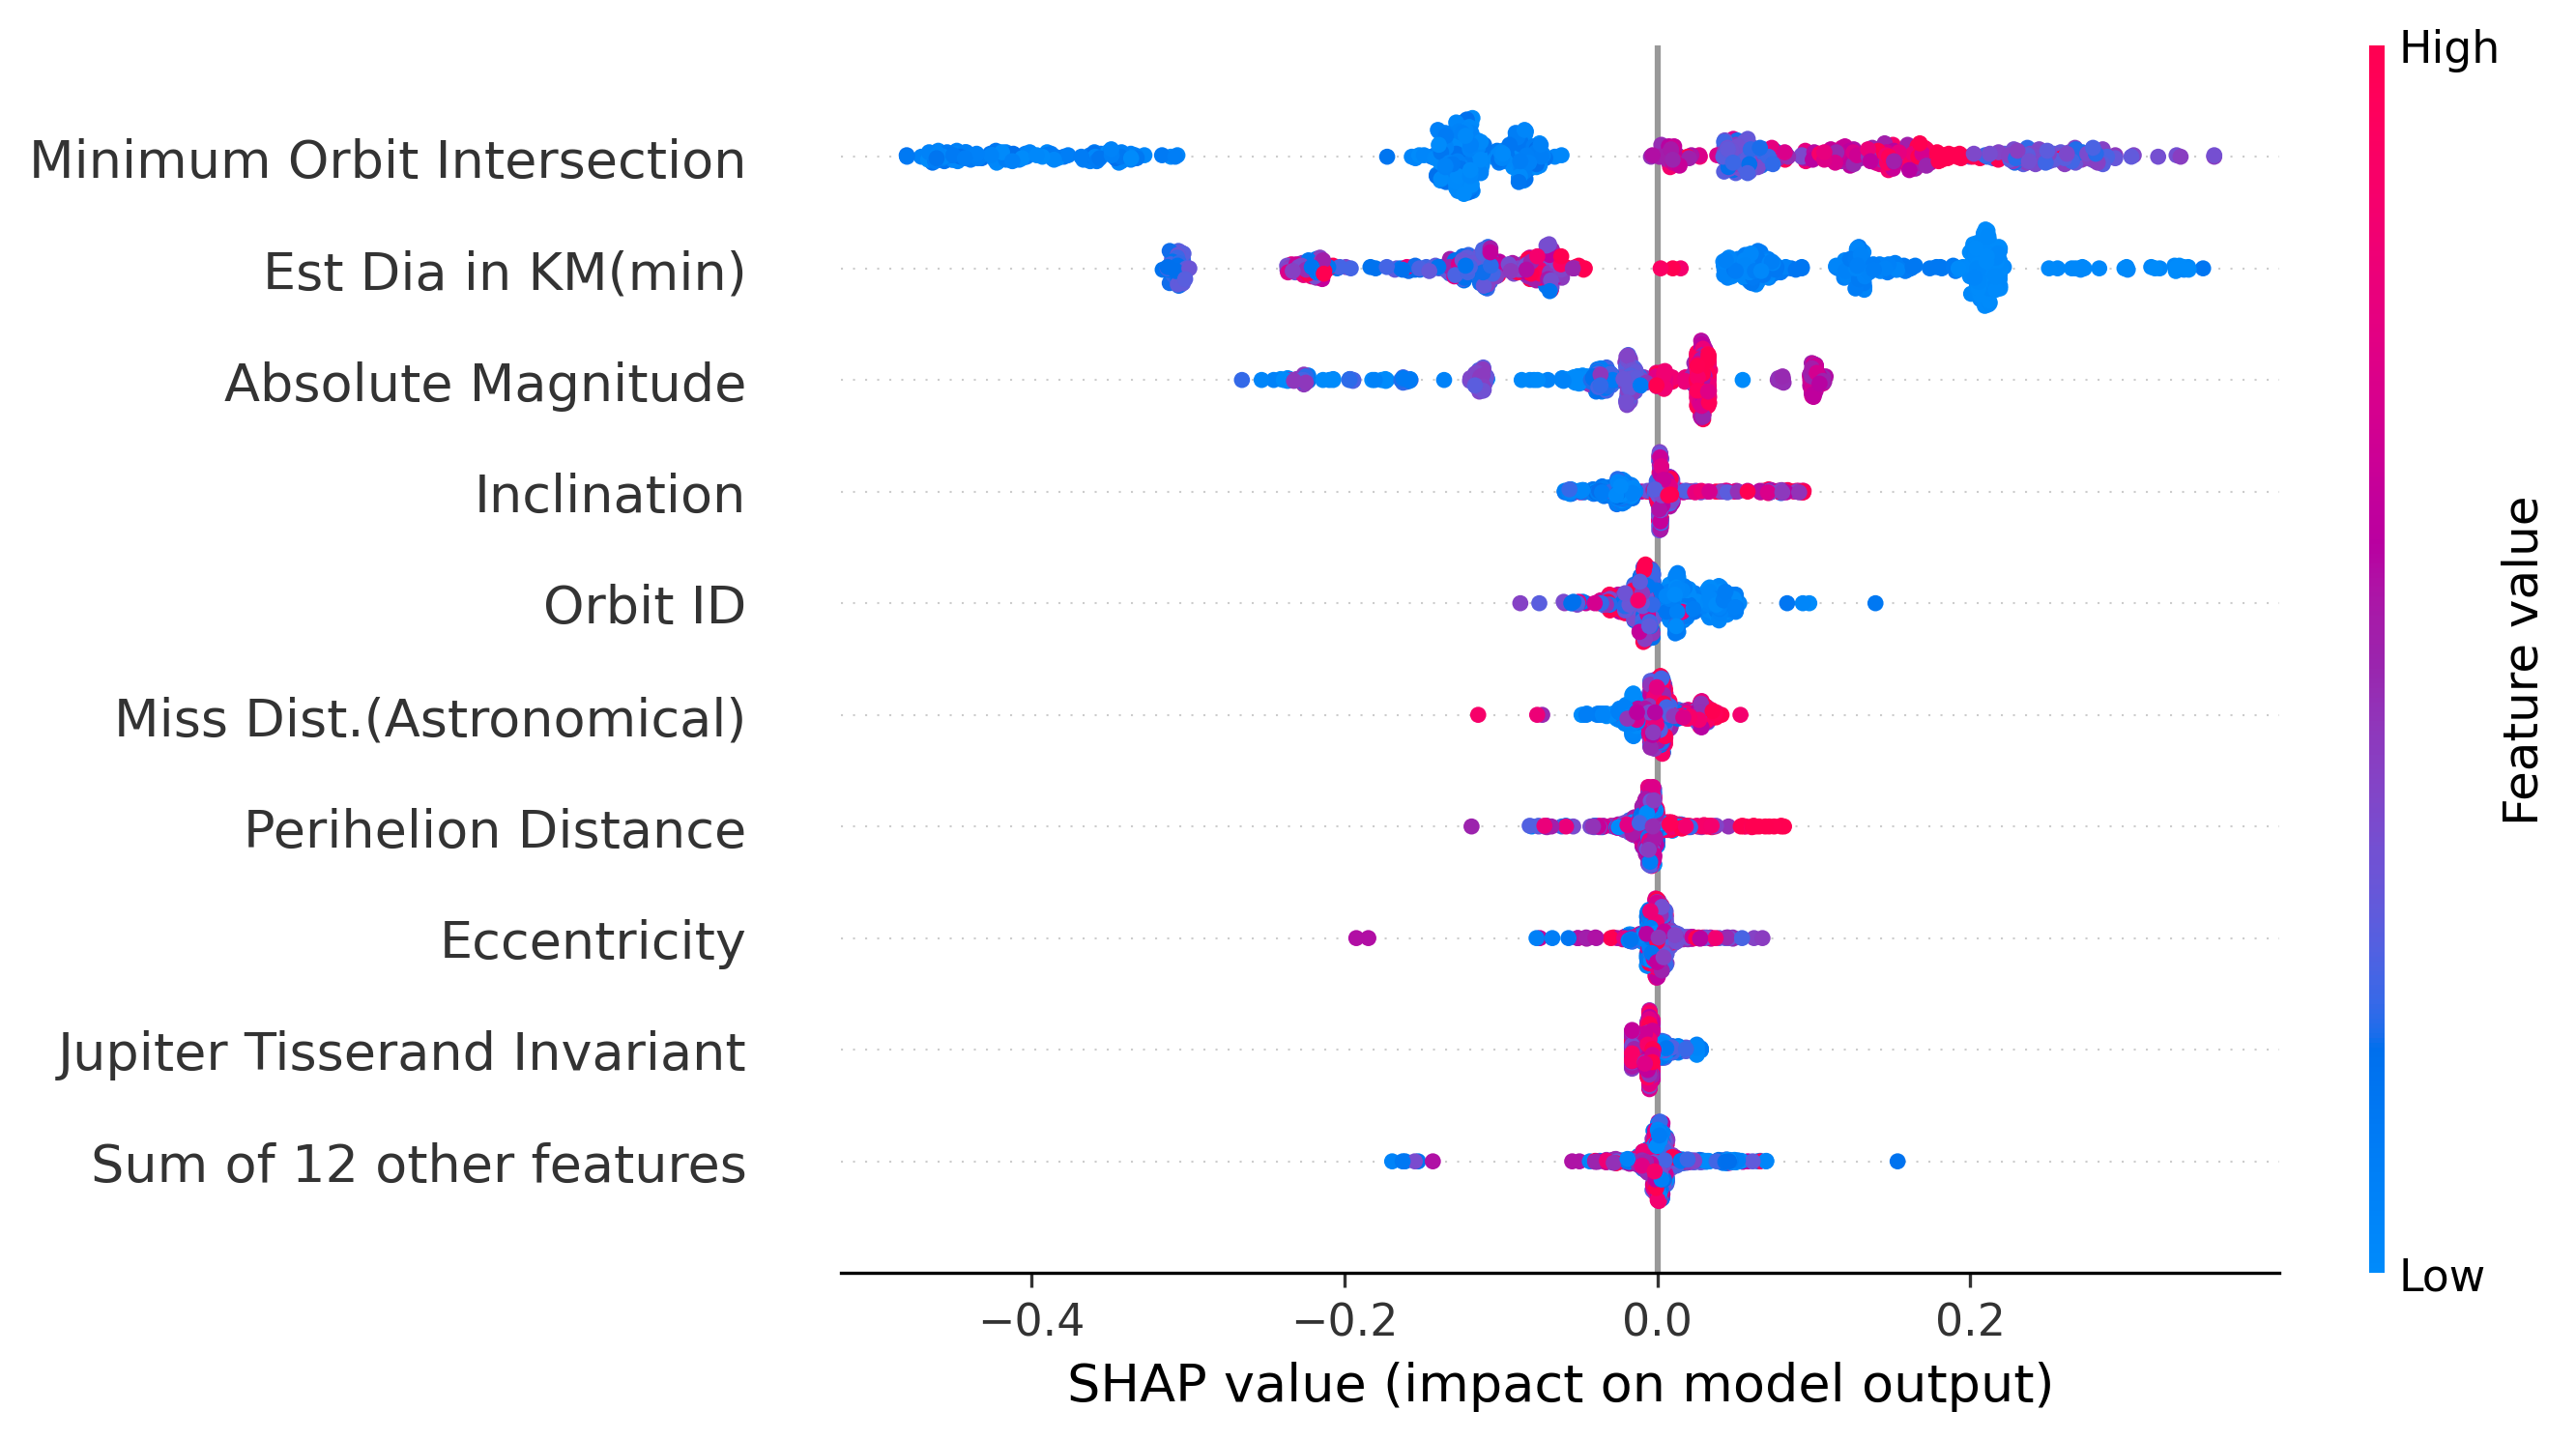 High
Minimum Orbit Intersection
Est Dia in KM(min)
Absolute Magnitude
Inclination
Orbit ID
Miss Dist.(Astronomical)
Perihelion Distance
Eccentricity
Jupiter Tisserand Invariant
Sum of 12 other features
Feature value
Low
−0.4 −0.2 0.0 0.2
SHAP value (impact on model output)